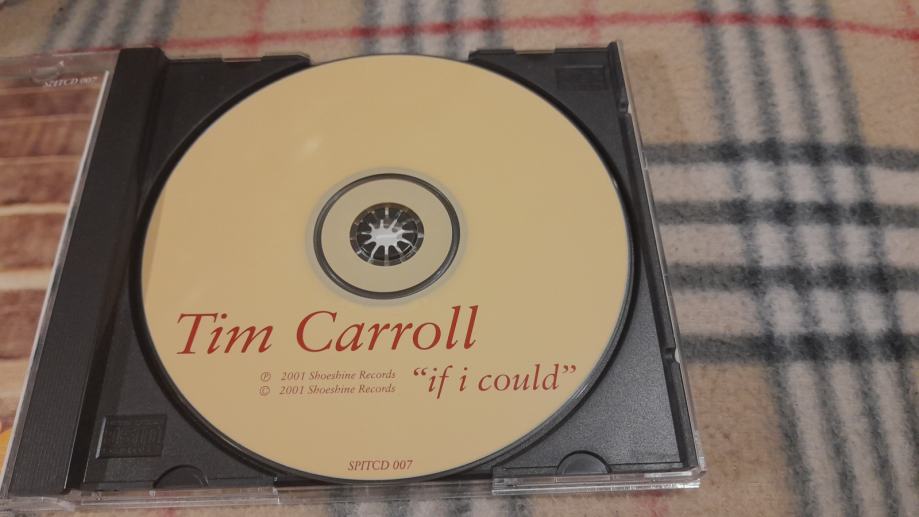 SPITCD 007
Tim Carroll
℗ 2001 Shoeshine Records
© 2001 Shoeshine Records
“if i could”
SPITCD 007